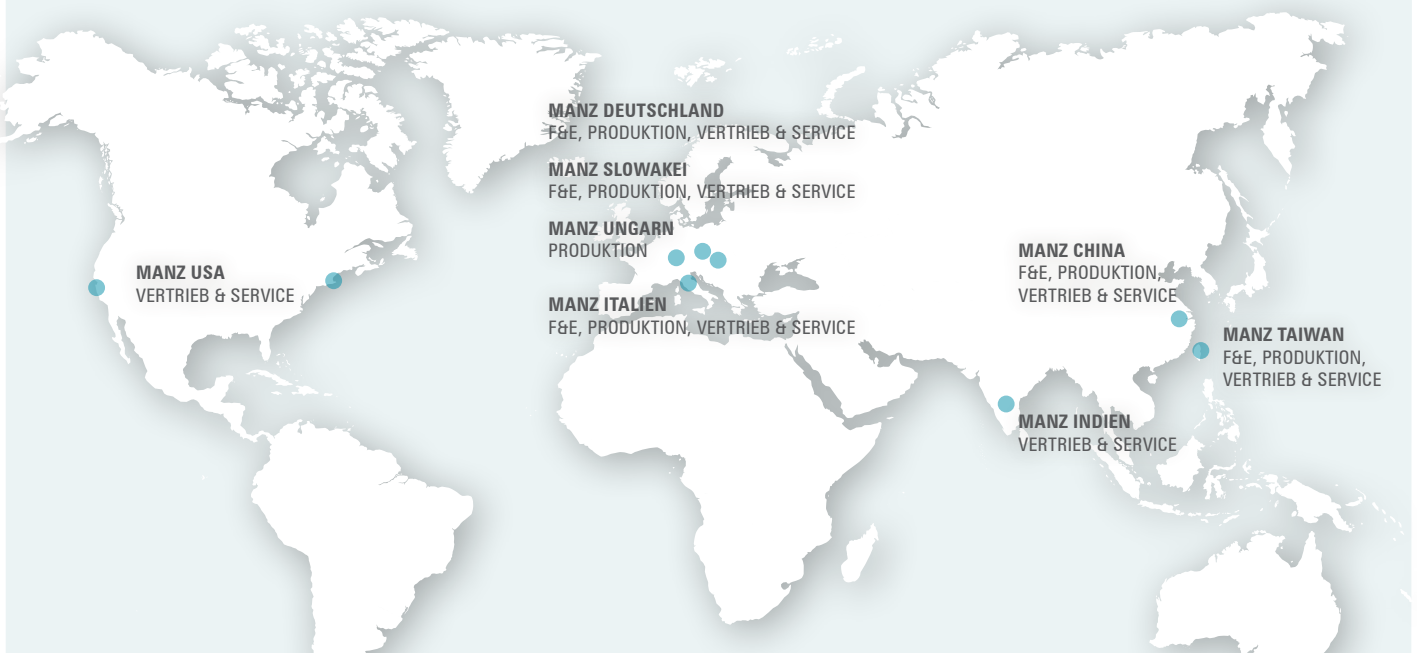 MANZ DEUTSCHLAND
F&E, PRODUKTION, VERTRIEB & SERVICE
MANZ SLOWAKEI
F&E, PRODUKTION, VERTRIEB & SERVICE
MANZ UNGARN
PRODUKTION
MANZ ITALIEN
F&E, PRODUKTION, VERTRIEB & SERVICE
MANZ USA
VERTRIEB & SERVICE
MANZ CHINA
F&E, PRODUKTION,
VERTRIEB & SERVICE
MANZ TAIWAN
F&E, PRODUKTION,
VERTRIEB & SERVICE
MANZ INDIEN
VERTRIEB & SERVICE